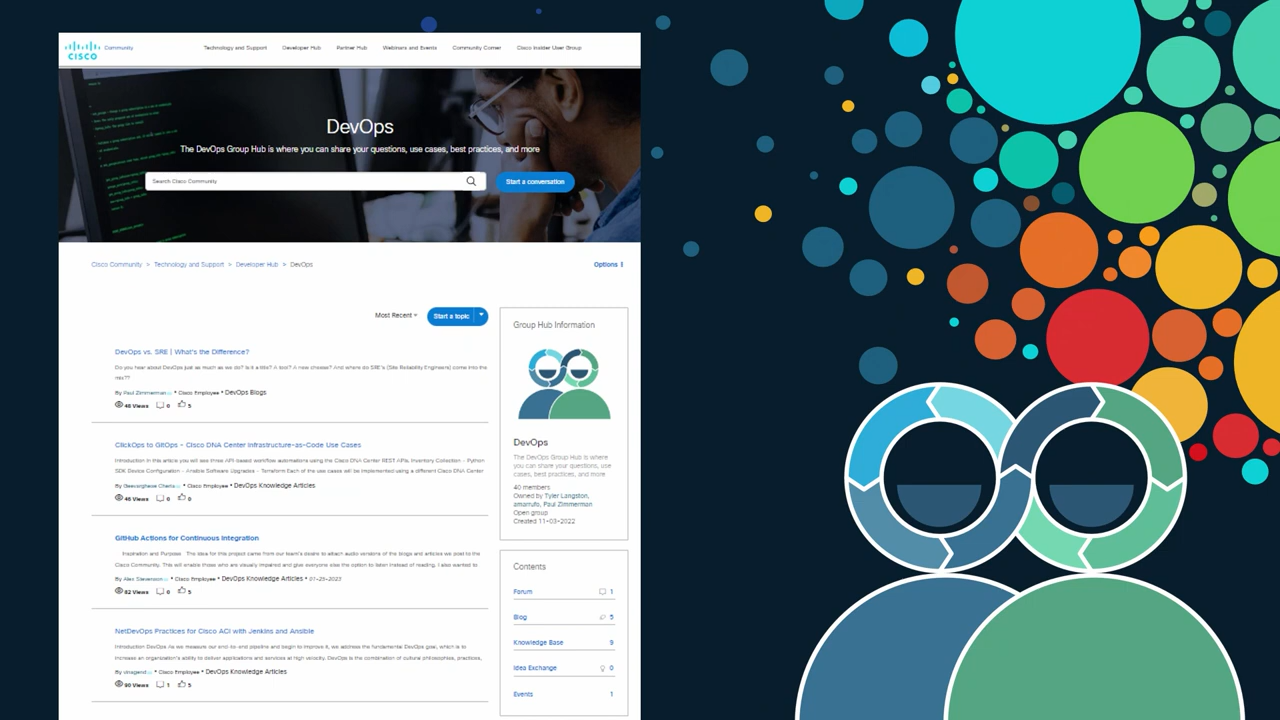 CISCO
Community
Technology and Support
Developer Hub
Partner Hub
Webinars and Events
Community Corner
Cisco Insider User Group
DevOps
The DevOps Group Hub is where you can share your questions, use cases, best practices, and more
Search Cisco Community
Start a conversation
Cisco Community > Technology and Support > Developer Hub > DevOps
Options
Most Recent
Start a topic
DevOps vs. SRE | What's the Difference?
Do you hear about DevOps just as much as we do? Is it a title? A tool? A new cheese? And where do SRE's (Site Reliability Engineers) come into the
mix??
By Paul Zimmerman • Cisco Employee • DevOps Blogs
48 Views 0 5
ClickOps to GitOps - Cisco DNA Center Infrastructure-as-Code Use Cases
Introduction In this article you will see three API-based workflow automations using the Cisco DNA Center REST APIs, Inventory Collection - Python
SDK Device Configuration - Ansible Software Upgrades - Terraform Each of the use cases will be implemented using a different Cisco DNA Center
By Geevarghese Cheria • Cisco Employee • DevOps Knowledge Articles
46 Views 0 0
GitHub Actions for Continuous Integration
Inspiration and Purpose The idea for this project came from our team's desire to attach audio versions of the blogs and articles we post to the
Cisco Community. This will enable those who are visually impaired and give everyone else the option to listen instead of reading. I also wanted to
By Alex Stevenson • Cisco Employee • DevOps Knowledge Articles • 01-25-2023
82 Views 0 5
NetDevOps Practices for Cisco ACI with Jenkins and Ansible
Introduction DevOps As we measure our end-to-end pipeline and begin to improve it, we address the fundamental DevOps goal, which is to
increase an organisation's ability to deliver applications and services at high velocity. DevOps is the combination of cultural philosophies, practices,
By vinagend • Cisco Employee • DevOps Knowledge Articles
90 Views 1 5
Group Hub Information
DevOps
The DevOps Group Hub is where
you can share your questions, use
cases, best practices, and more
40 members
Owned by Tyler Langston,
amarrufo, Paul Zimmerman
Open group
Created 11-03-2022
Contents
Forum 1
Blog 5
Knowledge Base 9
Idea Exchange 0
Events 1